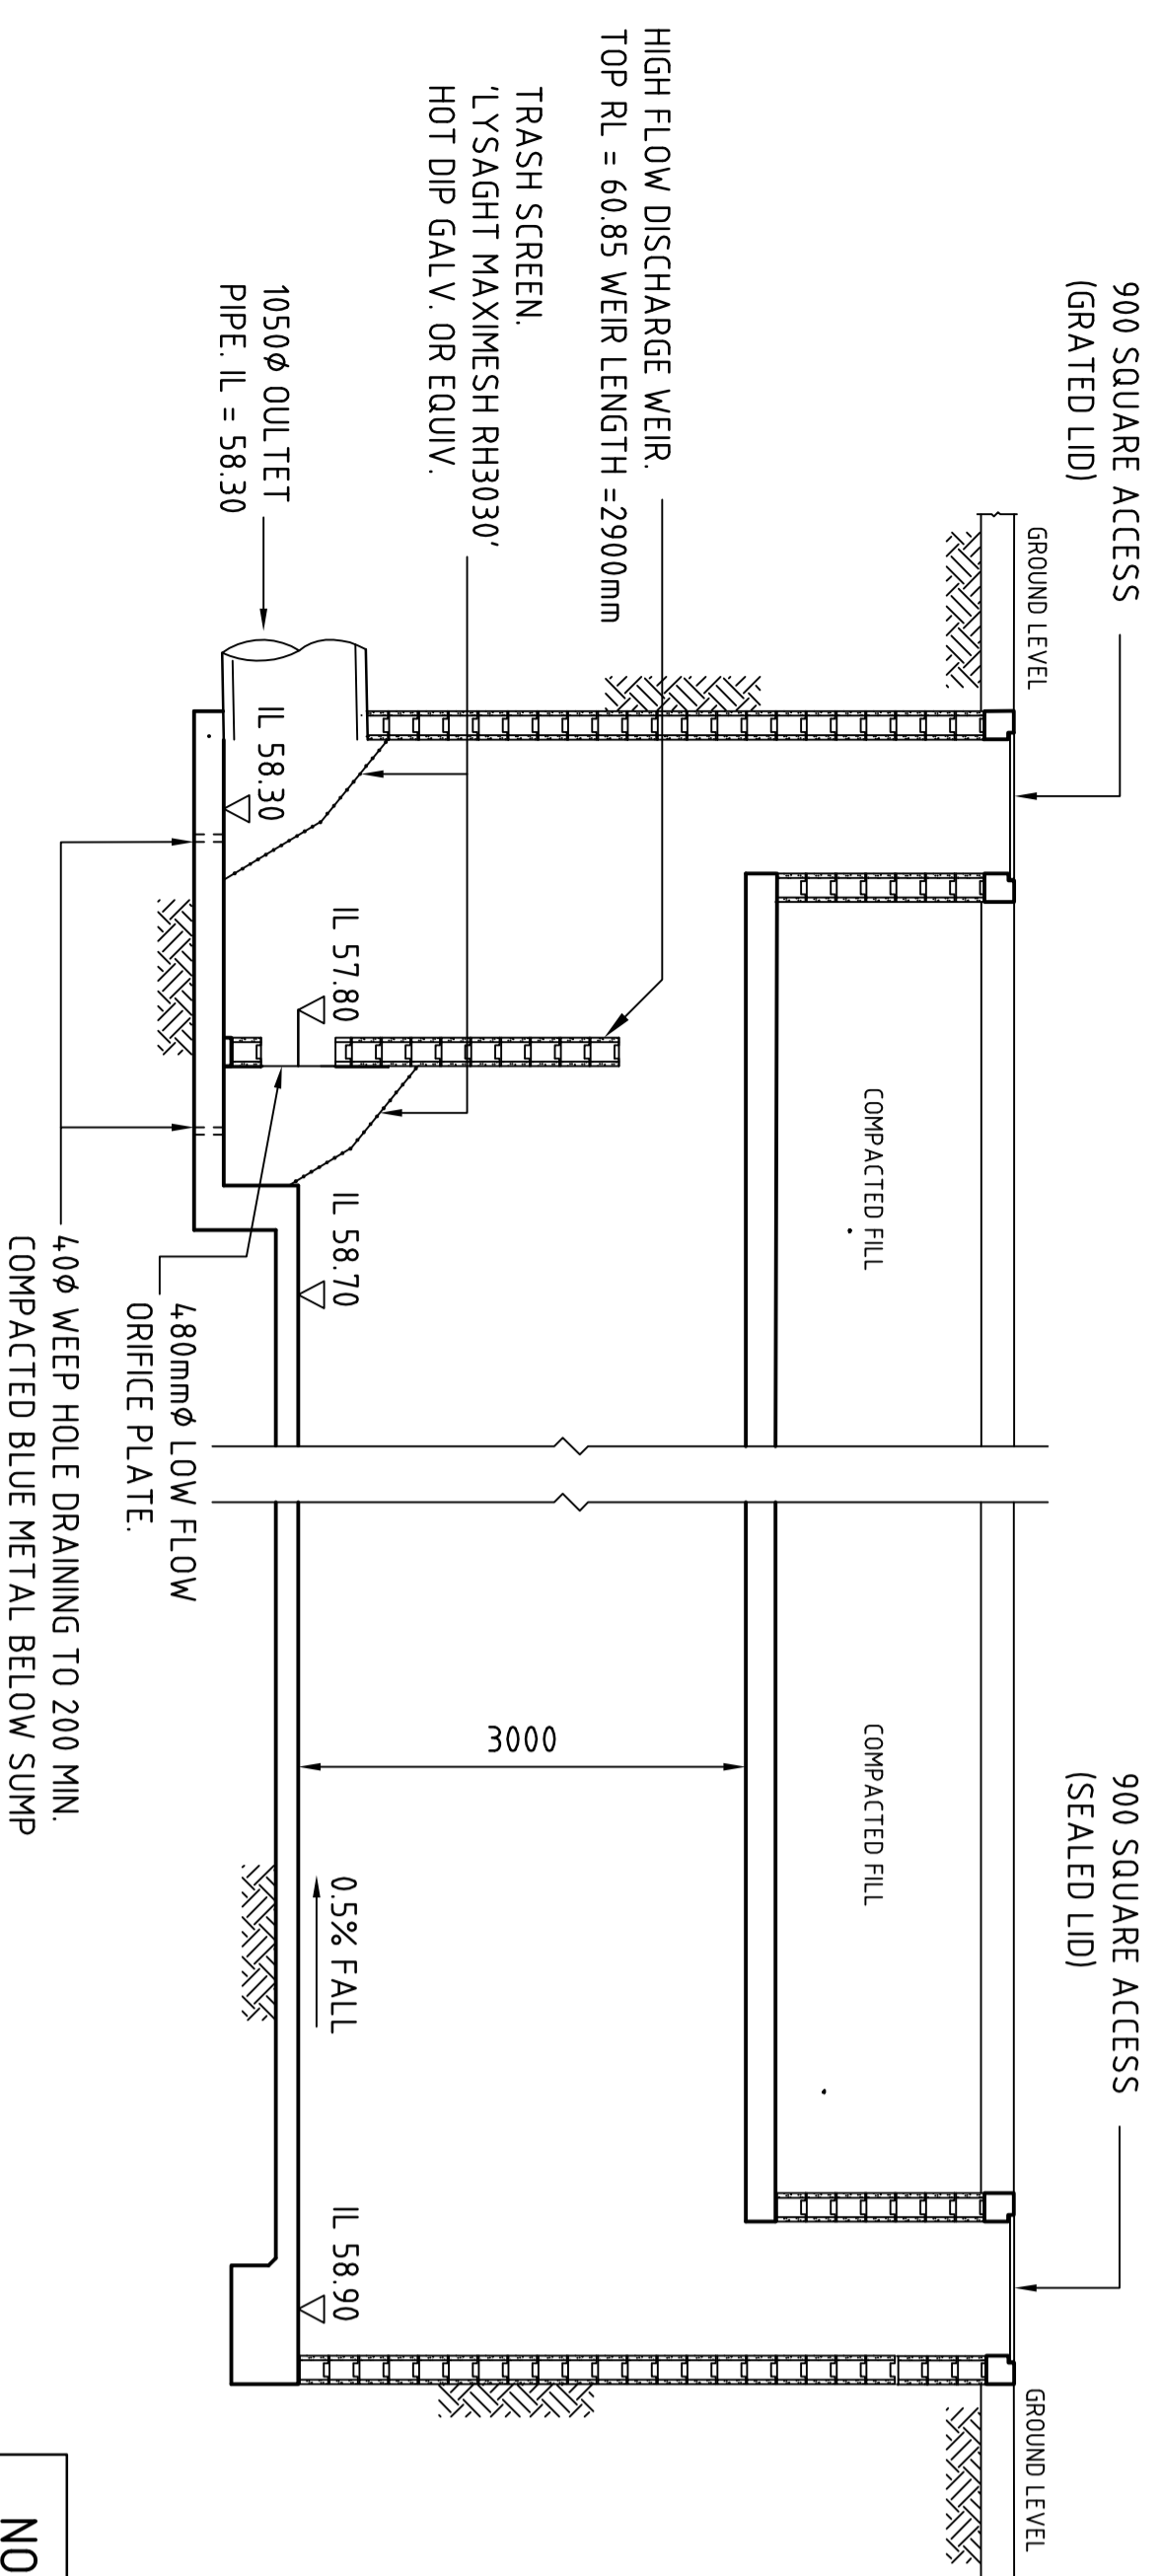 900 SQUARE ACCESS
(GRATED LID)
900 SQUARE ACCESS
(SEALED LID)
GROUND LEVEL
GROUND LEVEL
COMPACTED FILL
COMPACTED FILL
HIGH FLOW DISCHARGE WEIR.
TOP RL = 60.85 WEIR LENGTH =2900mm
TRASH SCREEN.
'LYSAGHT MAXIMESH RH3030'
HOT DIP GALV. OR EQUIV.
3000
1050Ø OULTET
PIPE. IL = 58.30
IL 58.30
IL 57.80
IL 58.70
0.5% FALL
IL 58.90
480mmØ LOW FLOW
ORIFICE PLATE.
40Ø WEEP HOLE DRAINING TO 200 MIN.
COMPACTED BLUE METAL BELOW SUMP
NO